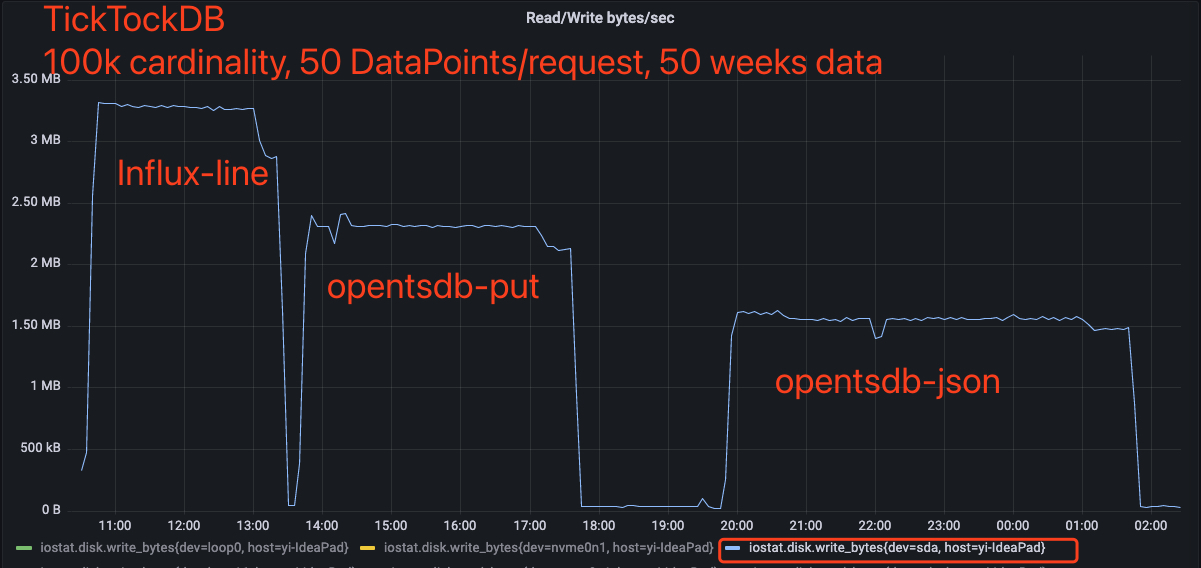 Read/Write bytes/sec
TickTockDB
100k cardinality, 50 DataPoints/request, 50 weeks data
3.50 MB
3 MB
Influx-line
2.50 MB
2 MB
opentsdb-put
1.50 MB
opentsdb-json
1 MB
500 kB
0 B
11:00 12:00 13:00 14:00 15:00 16:00 17:00 18:00 19:00 20:00 21:00 22:00 23:00 00:00 01:00 02:00
iostat.disk.write_bytes{dev=loop0, host=yi-IdeaPad} iostat.disk.write_bytes{dev=nvme0n1, host=yi-IdeaPad} iostat.disk.write_bytes{dev=sda, host=yi-IdeaPad}